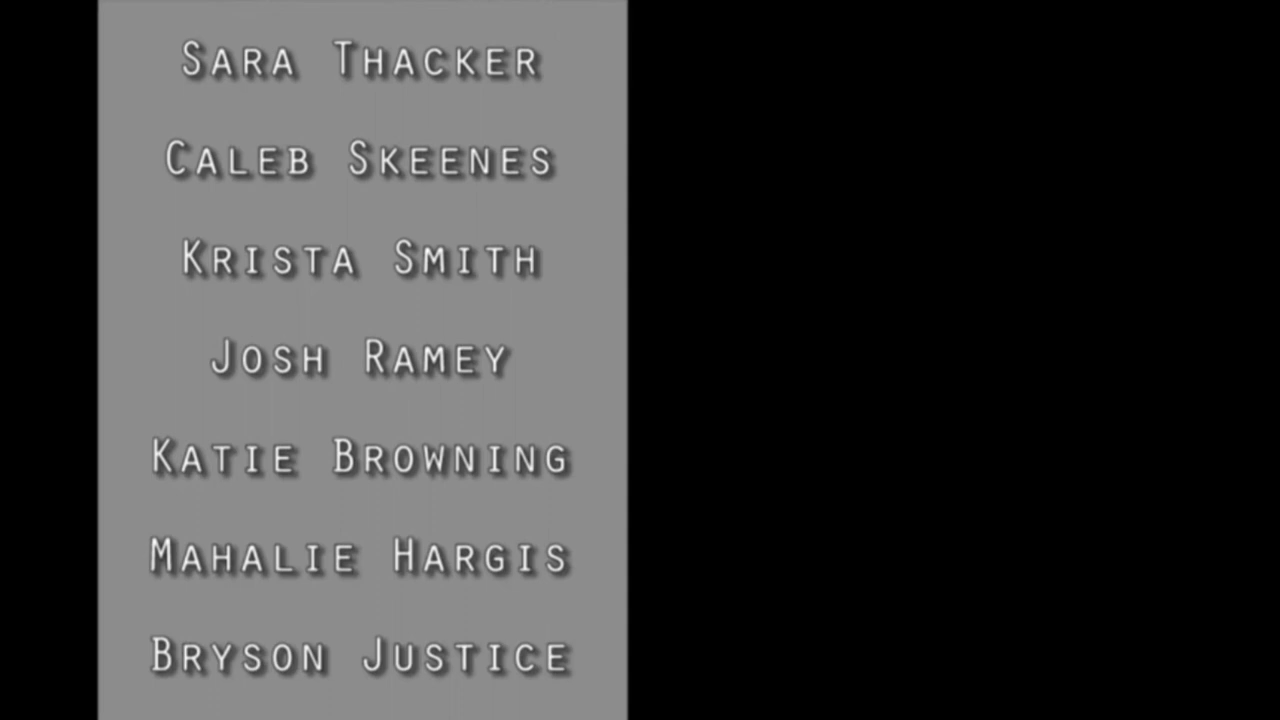 Sara Thacker
Caleb Skeenes
Krista Smith
Josh Ramey
Katie Browning
Mahalie Hargis
Bryson Justice